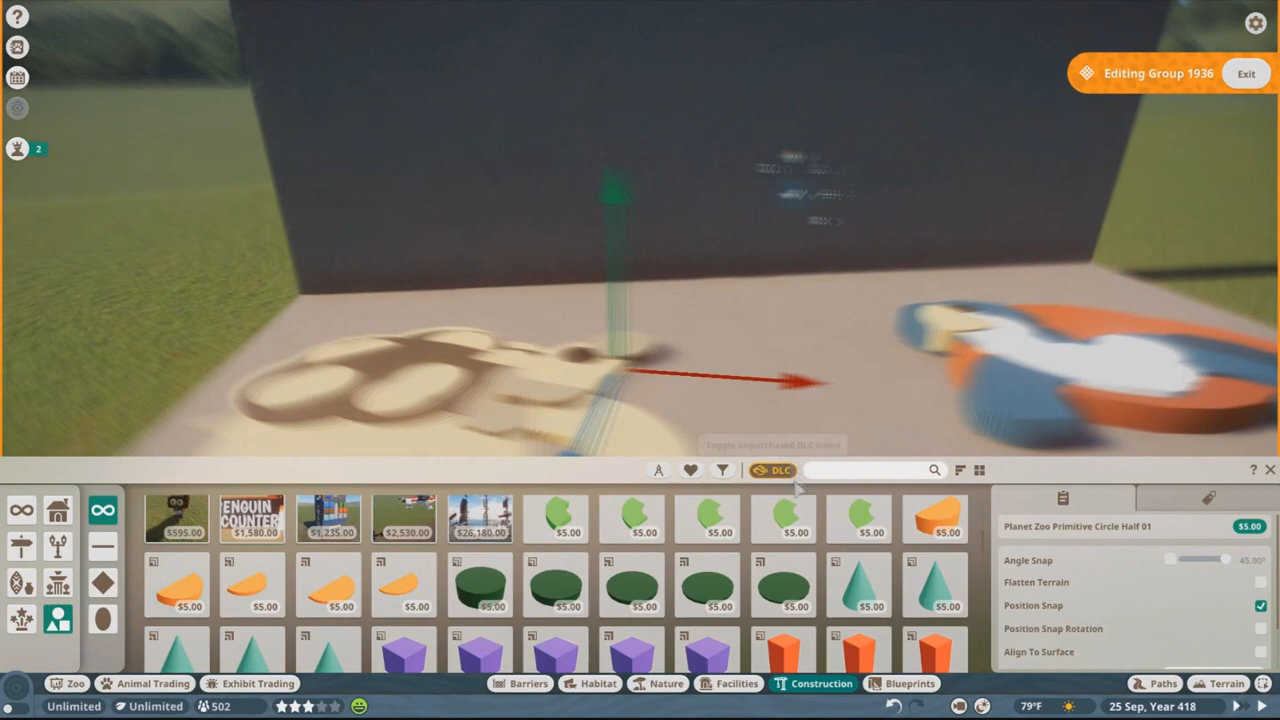 ?
Editing Group 1936
Exit
2
Toggle unpurchased DLC items
DLC
?
$595.00
ENGUIN
COUNTER
$1,580.00
$1,235.00
$2,530.00
$26,180.00
$5.00
$5.00
$5.00
$5.00
$5.00
$5.00
Planet Zoo Primitive Circle Half 01
$5.00
Angle Snap
45.00°
Flatten Terrain
Position Snap
Position Snap Rotation
Align To Surface
$5.00
$5.00
$5.00
$5.00
$5.00
$5.00
$5.00
$5.00
$5.00
$5.00
$5.00
Zoo
Animal Trading
Exhibit Trading
Barriers
Habitat
Nature
Facilities
Construction
Blueprints
Paths
Terrain
Unlimited
Unlimited
502
79°F
25 Sep, Year 418